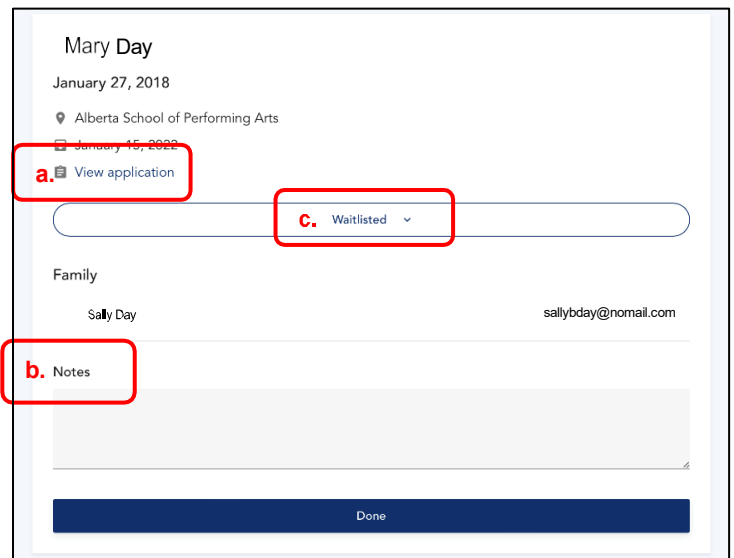 Mary Day
January 27, 2018
Alberta School of Performing Arts
January 15, 2022
a. View application
c. Waitlisted
Family
Sally Day sallybday@nomail.com
b. Notes
Done